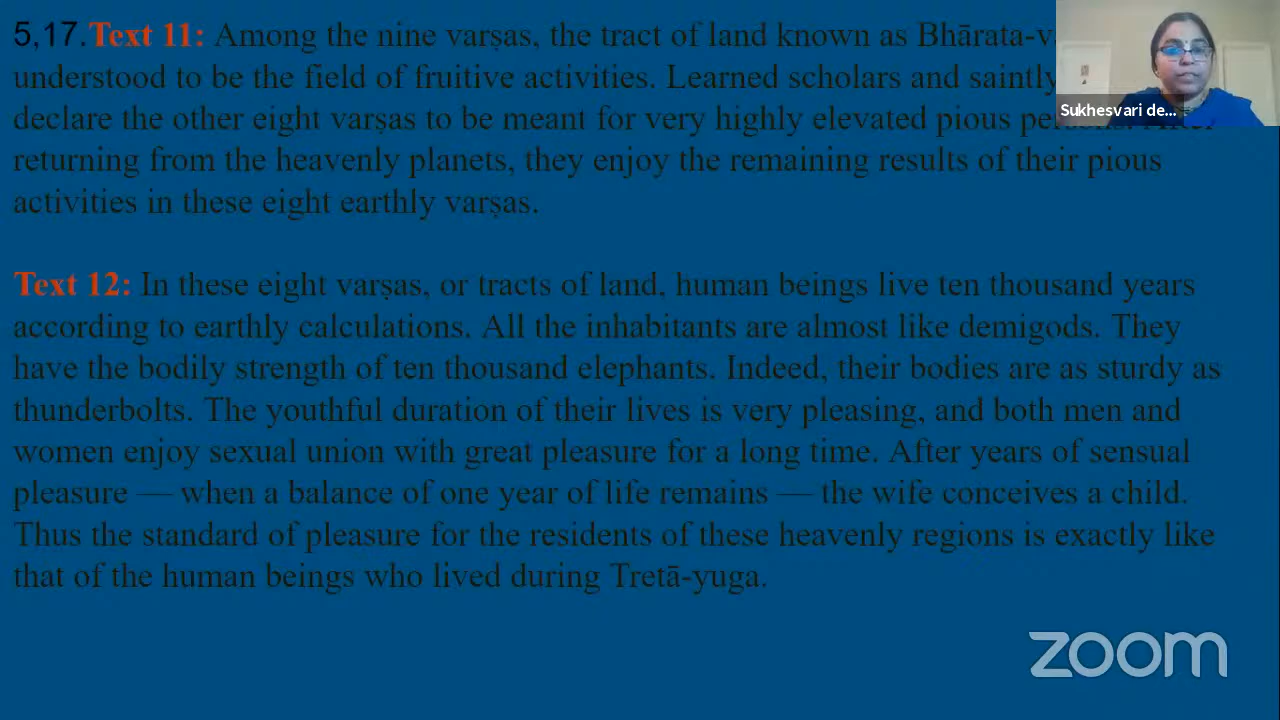 5,17.Text 11: Among the nine varṣas, the tract of land known as Bhārata-v
understood to be the field of fruitive activities. Learned scholars and saintly
declare the other eight varṣas to be meant for very highly elevated pious
returning from the heavenly planets, they enjoy the remaining results of their pious
activities in these eight earthly varṣas.
Text 12: In these eight varṣas, or tracts of land, human beings live ten thousand years
according to earthly calculations. All the inhabitants are almost like demigods. They
have the bodily strength of ten thousand elephants. Indeed, their bodies are as sturdy as
thunderbolts. The youthful duration of their lives is very pleasing, and both men and
women enjoy sexual union with great pleasure for a long time. After years of sensual
pleasure — when a balance of one year of life remains — the wife conceives a child.
Thus the standard of pleasure for the residents of these heavenly regions is exactly like
that of the human beings who lived during Tretā-yuga.
Sukhesvari de...
zoom